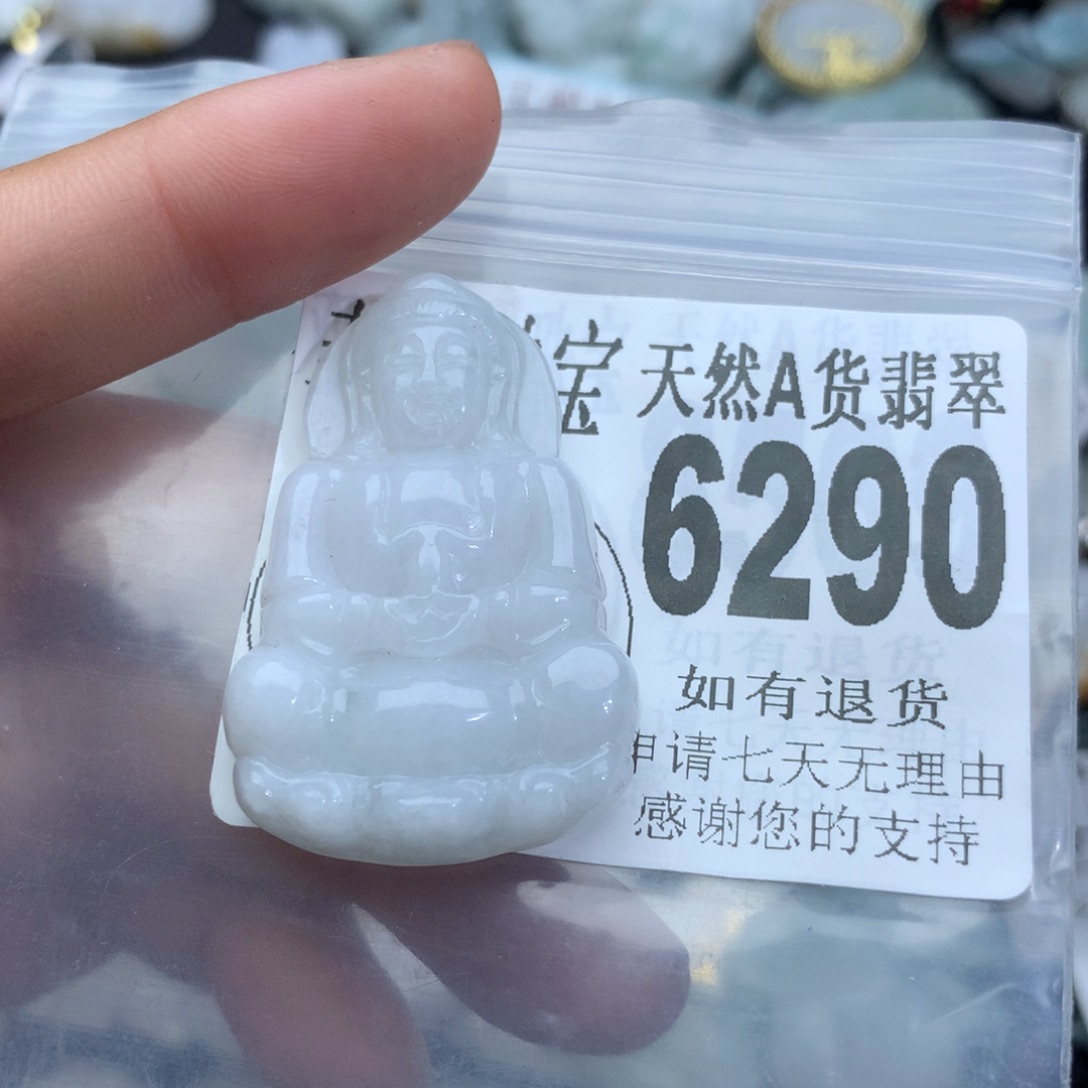 宝 天然A货翡翠
6290
如有退货
申请七天无理由
感谢您的支持